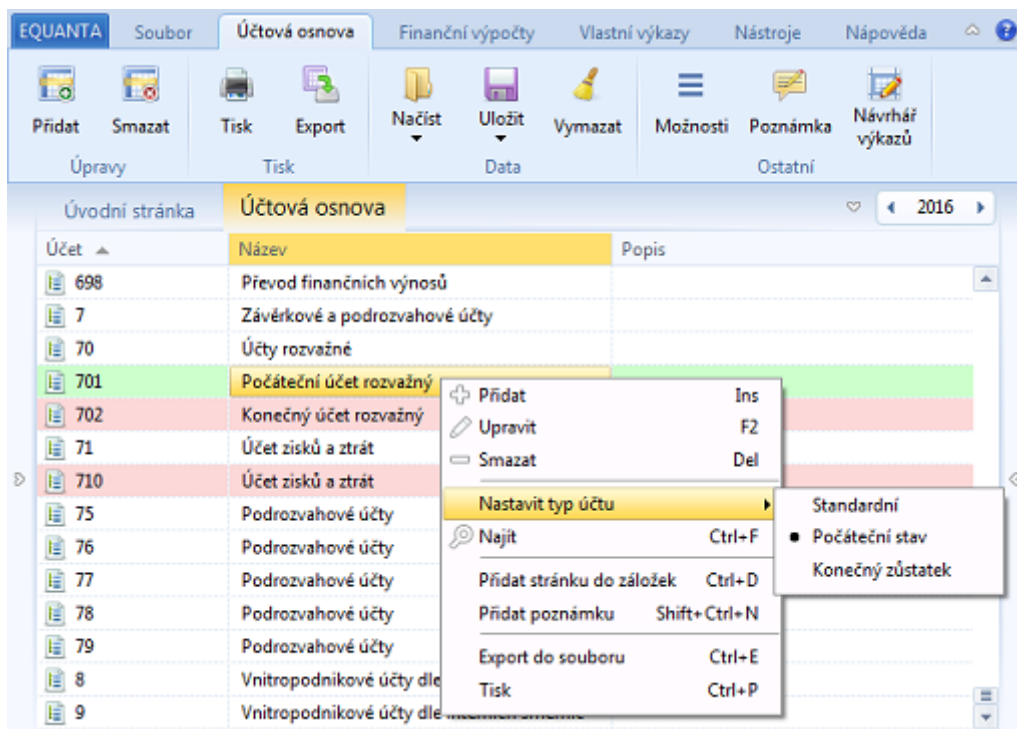 EQUANTA Soubor Účtová osnova Finanční výpočty Vlastní výkazy Nástroje Nápověda
Přidat Smazat Tisk Export Načíst Uložit Vymazat Možnosti Poznámka Návrhář výkazů
Úpravy Tisk Data Ostatní
Úvodní stránka Účtová osnova 2016
Účet Název Popis
698 Převod finančních výnosů
7 Závěrkové a podrozvahové účty
70 Účty rozvažné
701 Počáteční účet rozvažný
702 Konečný účet rozvažný
71 Účet zisků a ztrát
710 Účet zisků a ztrát
75 Podrozvahové účty
76 Podrozvahové účty
77 Podrozvahové účty
78 Podrozvahové účty
79 Podrozvahové účty
8 Vnitropodnikové účty dle
9 Vnitropodnikové účty dle
Přidat Ins
Upravit F2
Smazat Del
Nastavit typ účtu
Najít Ctrl+F
Přidat stránku do záložek Ctrl+D
Přidat poznámku Shift+Ctrl+N
Export do souboru Ctrl+E
Tisk Ctrl+P
Standardní
Počáteční stav
Konečný zůstatek